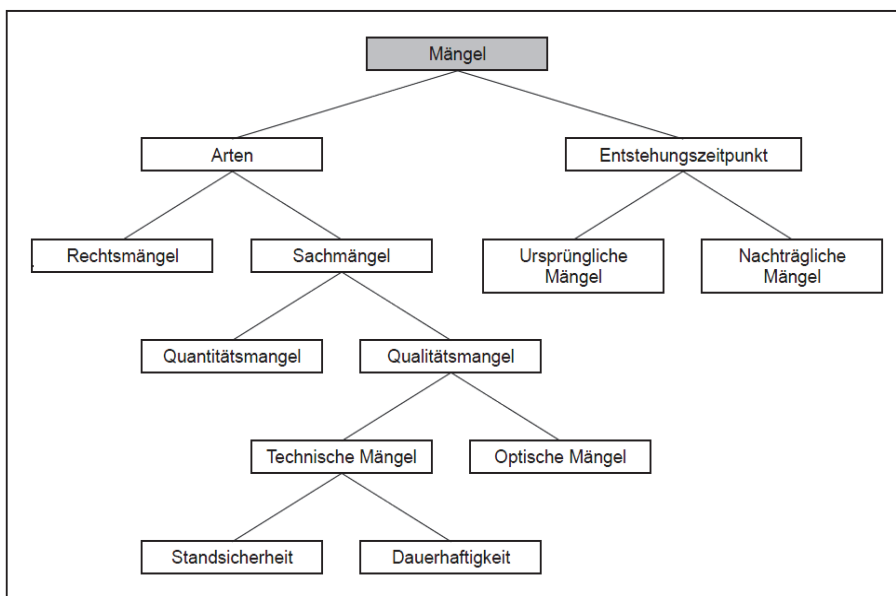 Mängel
Arten
Entstehungszeitpunkt
Rechtsmängel
Sachmängel
Ursprüngliche
Mängel
Nachträgliche
Mängel
Quantitätsmangel
Qualitätsmangel
Technische Mängel
Optische Mängel
Standsicherheit
Dauerhaftigkeit